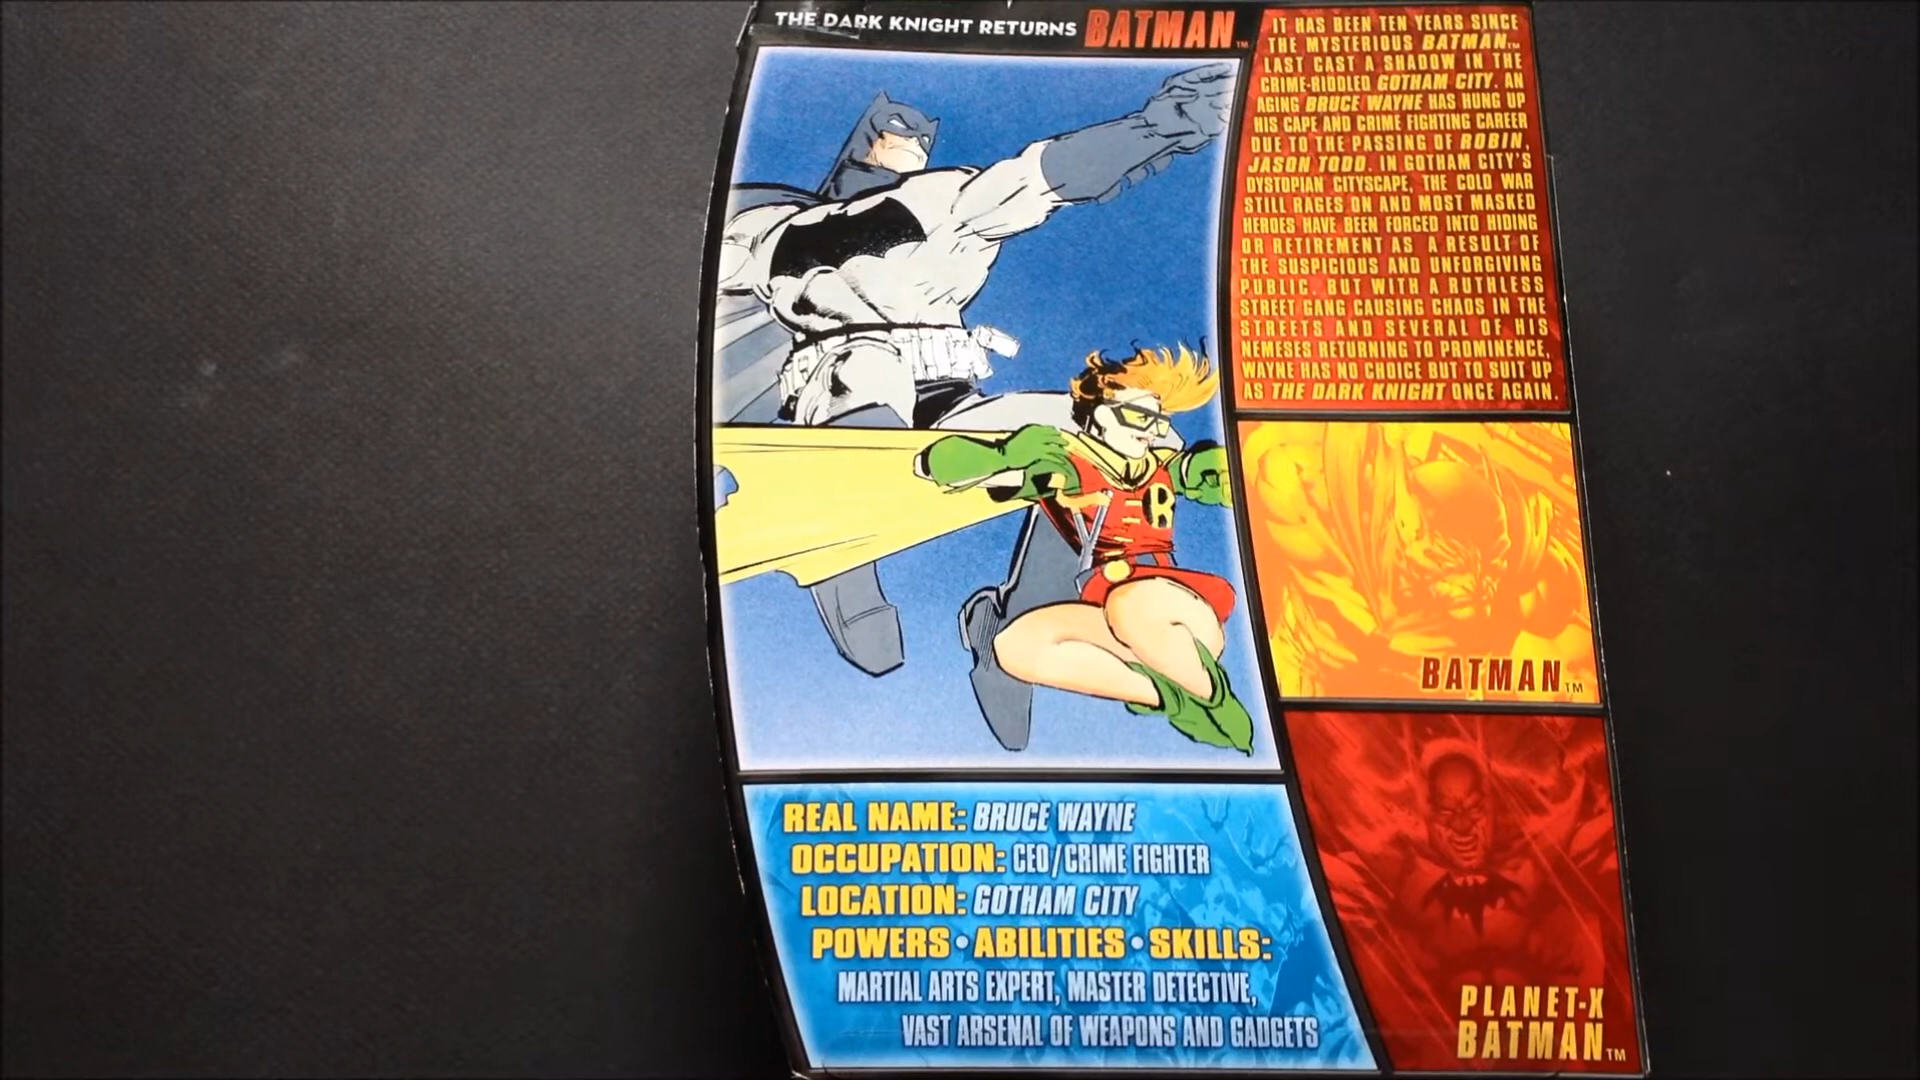 THE DARK KNIGHT RETURNS BATMAN™
IT HAS BEEN TEN YEARS SINCE
THE MYSTERIOUS BATMAN™
LAST CAST A SHADOW IN THE
CRIME-RIDDLED GOTHAM CITY. AN
AGING BRUCE WAYNE HAS HUNG UP
HIS CAPE AND CRIME FIGHTING CAREER
DUE TO THE PASSING OF ROBIN,
JASON TODD. IN GOTHAM CITY'S
DYSTOPIAN CITYSCAPE, THE COLD WAR
STILL RAGES ON AND MOST MASKED
HEROES HAVE BEEN FORCED INTO HIDING
OR RETIREMENT AS A RESULT OF
THE SUSPICIOUS AND UNFORGIVING
PUBLIC. BUT WITH A RUTHLESS
STREET GANG CAUSING CHAOS IN THE
STREETS AND SEVERAL OF HIS
NEMESES RETURNING TO PROMINENCE,
WAYNE HAS NO CHOICE BUT TO SUIT UP
AS THE DARK KNIGHT ONCE AGAIN.
R
BATMAN™
PLANET-X
BATMAN™
REAL NAME: BRUCE WAYNE
OCCUPATION: CEO/CRIME FIGHTER
LOCATION: GOTHAM CITY
POWERS•ABILITIES•SKILLS:
MARTIAL ARTS EXPERT, MASTER DETECTIVE,
VAST ARSENAL OF WEAPONS AND GADGETS